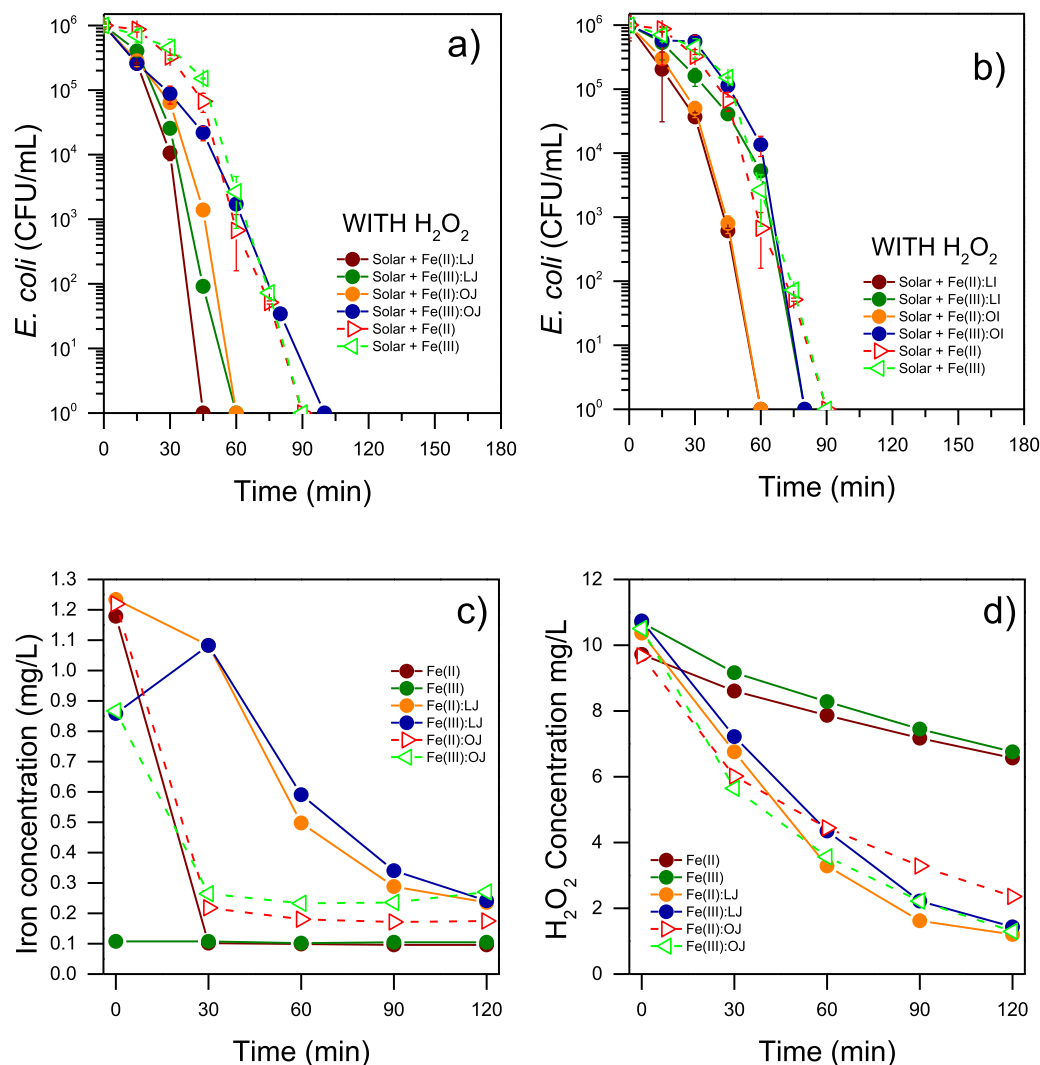 a)
E. coli (CFU/mL)
10⁶
10⁵
10⁴
10³
10²
10¹
10⁰
WITH H₂O₂
Solar + Fe(II):LJ
Solar + Fe(III):LJ
Solar + Fe(II):OJ
Solar + Fe(III):OJ
Solar + Fe(II)
Solar + Fe(III)
0 30 60 90 120 150 180
Time (min)
b)
E. coli (CFU/mL)
10⁶
10⁵
10⁴
10³
10²
10¹
10⁰
WITH H₂O₂
Solar + Fe(II):LI
Solar + Fe(III):LI
Solar + Fe(II):OI
Solar + Fe(III):OI
Solar + Fe(II)
Solar + Fe(III)
0 30 60 90 120 150 180
Time (min)
c)
Iron concentration (mg/L)
1.3
1.2
1.1
1.0
0.9
0.8
0.7
0.6
0.5
0.4
0.3
0.2
0.1
0.0
Fe(II)
Fe(III)
Fe(II):LJ
Fe(III):LJ
Fe(II):OJ
Fe(III):OJ
0 30 60 90 120
Time (min)
d)
H₂O₂ Concentration mg/L
12
10
8
6
4
2
0
Fe(II)
Fe(III)
Fe(II):LJ
Fe(III):LJ
Fe(II):OJ
Fe(III):OJ
0 30 60 90 120
Time (min)